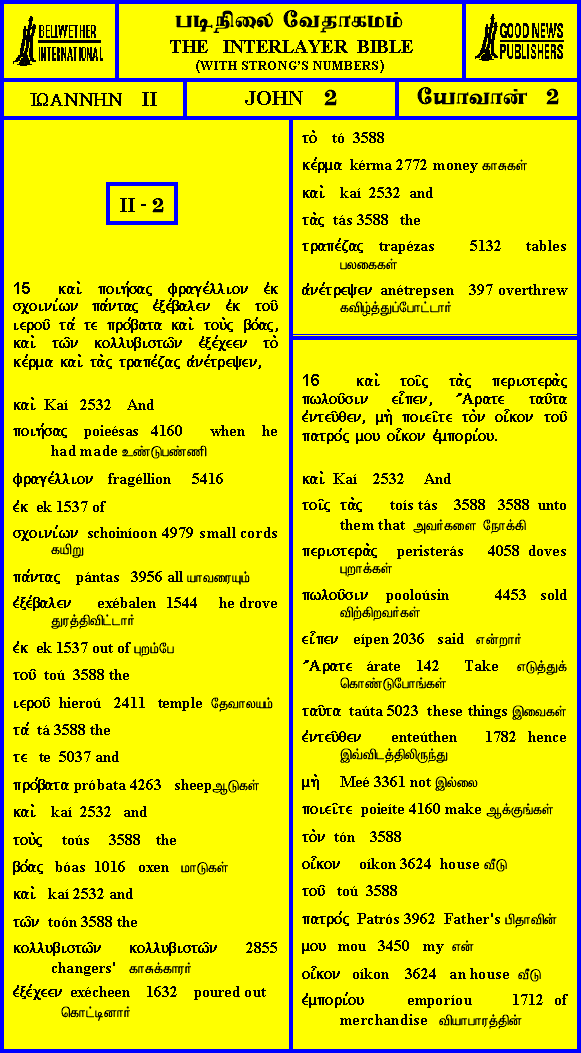 BELLWETHER
INTERNATIONAL
படிநிலை வேதாகமம்
THE INTERLAYER BIBLE
(WITH STRONG'S NUMBERS)
GOOD NEWS
PUBLISHERS
ΙΩΑΝΝΗΝ II
JOHN 2
யோவான் 2
II - 2
15 καὶ ποιήσας φραγέλλιον ἐκ
σχοινίων πάντας ἐξέβαλεν ἐκ τοῦ
ιεροῦ τά τε πρόβατα καὶ τοὺς βόας,
καὶ τῶν κολλυβιστῶν ἐξέχεεν τὸ
κέρμα καὶ τὰς τραπέζας ἀνέτρεψεν,
καὶ Kaí 2532 And
ποιήσας poieésas 4160 when he
had made உண்டுபண்ணி
φραγέλλιον fragéllion 5416
ἐκ ek 1537 of
σχοινίων schoiníoon 4979 small cords
கயிறு
πάντας pántas 3956 all யாவரையும்
ἐξέβαλεν exébalen 1544 he drove
துரத்திவிட்டார்
ἐκ ek 1537 out of புறம்பே
τοῦ toú 3588 the
ιεροῦ hieroú 2411 temple தேவாலயம்
τά tá 3588 the
τε te 5037 and
πρόβατα próbata 4263 sheepஆடுகள்
καὶ kaí 2532 and
τοὺς toús 3588 the
βόας bóas 1016 oxen மாடுகள்
καὶ kaí 2532 and
τῶν toón 3588 the
κολλυβιστῶν κολλυβιστῶν 2855
changers' காசுக்காரர்
ἐξέχεεν exécheen 1632 poured out
கொட்டினார்
τὸ tó 3588
κέρμα kérma 2772 money காசுகள்
καὶ kaí 2532 and
τὰς tás 3588 the
τραπέζας trapézas 5132 tables
பலகைகள்
ἀνέτρεψεν anétrepsen 397 overthrew
கவிழ்த்துப்போட்டார்
16 καὶ τοῖς τὰς περιστερὰς
πωλοῦσιν εἶπεν, Ἄρατε ταῦτα
ἐντεῦθεν, μὴ ποιεῖτε τὸν οἶκον τοῦ
πατρός μου οἶκον ἐμπορίου.
καὶ Kaí 2532 And
τοῖς τὰς toís tás 3588 3588 unto
them that அவர்களை நோக்கி
περιστερὰς peristerás 4058 doves
புறாக்கள்
πωλοῦσιν pooloúsin 4453 sold
விற்கிறவர்கள்
εἶπεν eípen 2036 said என்றார்
Ἄρατε árate 142 Take எடுத்துக்
கொண்டுபோங்கள்
ταῦτα taúta 5023 these things இவைகள்
ἐντεῦθεν enteúthen 1782 hence
இவ்விடத்திலிருந்து
μὴ Meé 3361 not இல்லை
ποιεῖτε poieíte 4160 make ஆக்குங்கள்
τὸν tón 3588
οἶκον oíkon 3624 house வீடு
τοῦ toú 3588
πατρός Patrós 3962 Father's பிதாவின்
μου mou 3450 my என்
οἶκον oíkon 3624 an house வீடு
ἐμπορίου emporíou 1712 of
merchandise வியாபாரத்தின்